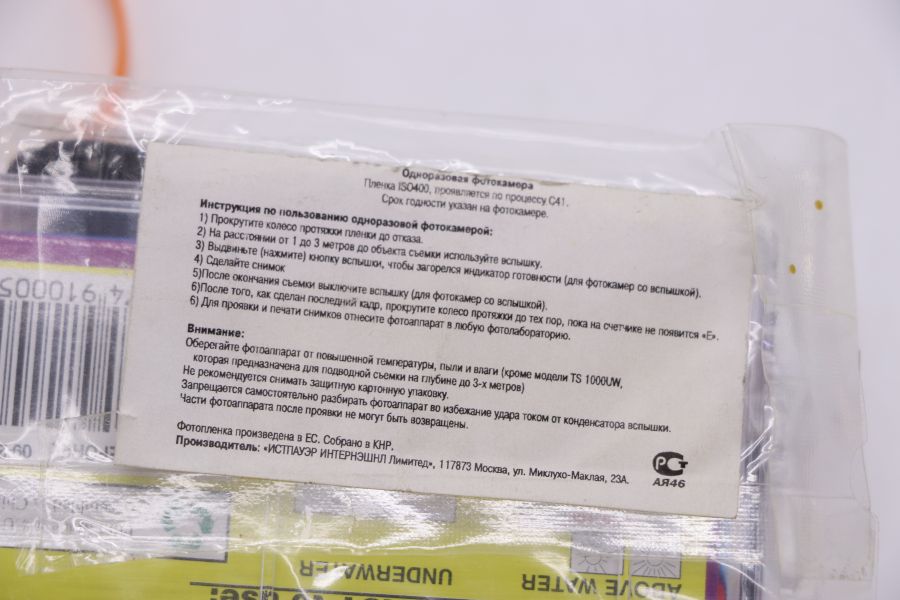 Одноразовая фотокамера
Пленка ISO400, проявляется по процессу С41.
Срок годности указан на фотокамере.
Инструкция по пользованию одноразовой фотокамерой:
1) Прокрутите колесо протяжки пленки до отказа.
2) На расстоянии от 1 до 3 метров до объекта съемки используйте вспышку.
3) Выдвиньте (нажмите) кнопку вспышки, чтобы загорелся индикатор готовности (для фотокамер со вспышкой).
4) Сделайте снимок
5)После окончания съемки выключите вспышку (для фотокамер со вспышкой).
6)После того, как сделан последний кадр, прокрутите колесо протяжки до тех пор, пока на счетчике не появится «Е».
6) Для проявки и печати снимков отнесите фотоаппарат в любую фотолабораторию.
Внимание:
Оберегайте фотоаппарат от повышенной температуры, пыли и влаги (кроме модели TS 1000UW,
которая предназначена для подводной съемки на глубине до 3-х метров)
Не рекомендуется снимать защитную картонную упаковку.
Запрещается самостоятельно разбирать фотоаппарат во избежание удара током от конденсатора вспышки.
Части фотоаппарата после проявки не могут быть возвращены.
Фотопленка произведена в ЕС. Собрано в КНР.
Производитель: «ИСТПАУЭР ИНТЕРНЭШНЛ Лимитед», 117873 Москва, ул. Миклухо-Маклая, 23А.
РСТ
АЯ46
4 910005
UNDERWATER
ABOVE WATER
to use!